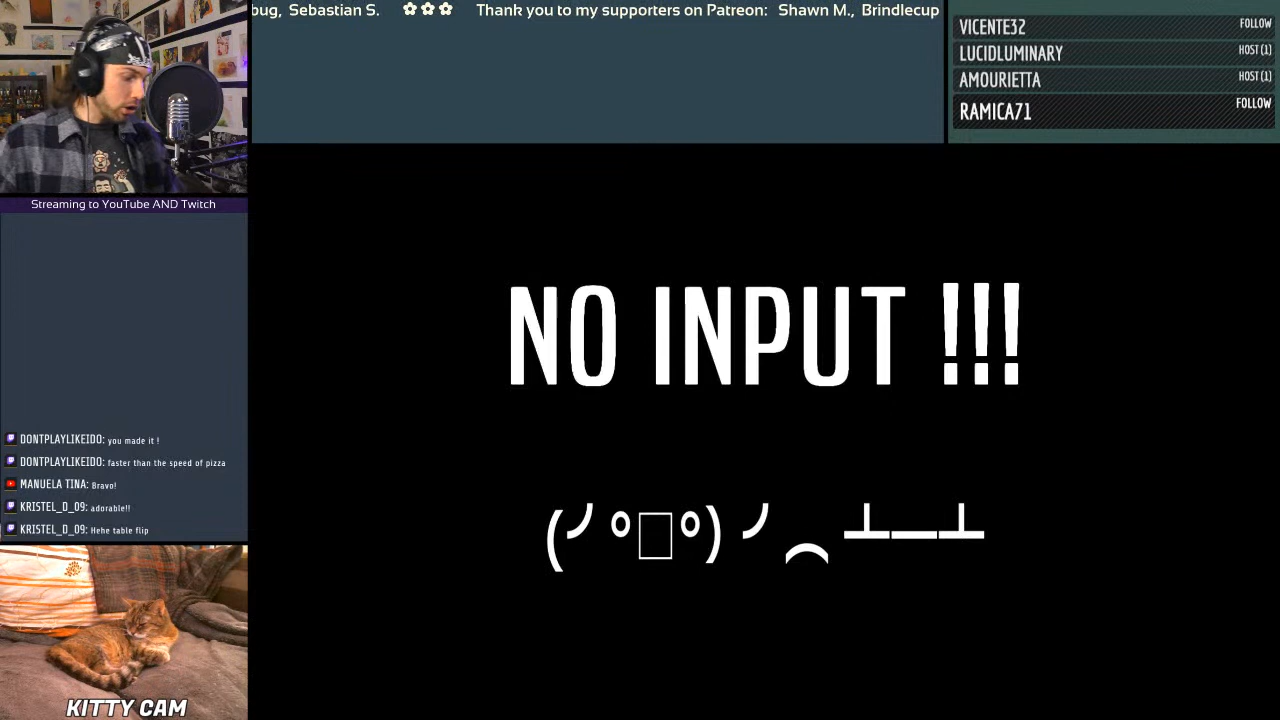 bug, Sebastian S. ✿ ✿ ✿ Thank you to my supporters on Patreon: Shawn M., Brindlecup
VICENTE32 FOLLOW
LUCIDLUMINARY HOST (1)
AMOURIETTA HOST (1)
RAMICA71 FOLLOW
Streaming to YouTube AND Twitch
NO INPUT !!!
(╯°□°)╯︵ ┻━┻
DONTPLAYLIKEIDO: you made it !
DONTPLAYLIKEIDO: faster than the speed of pizza
MANUELA TINA: Bravo!
KRISTEL_D_09: adorable!!
KRISTEL_D_09: Hehe table flip
KITTY CAM